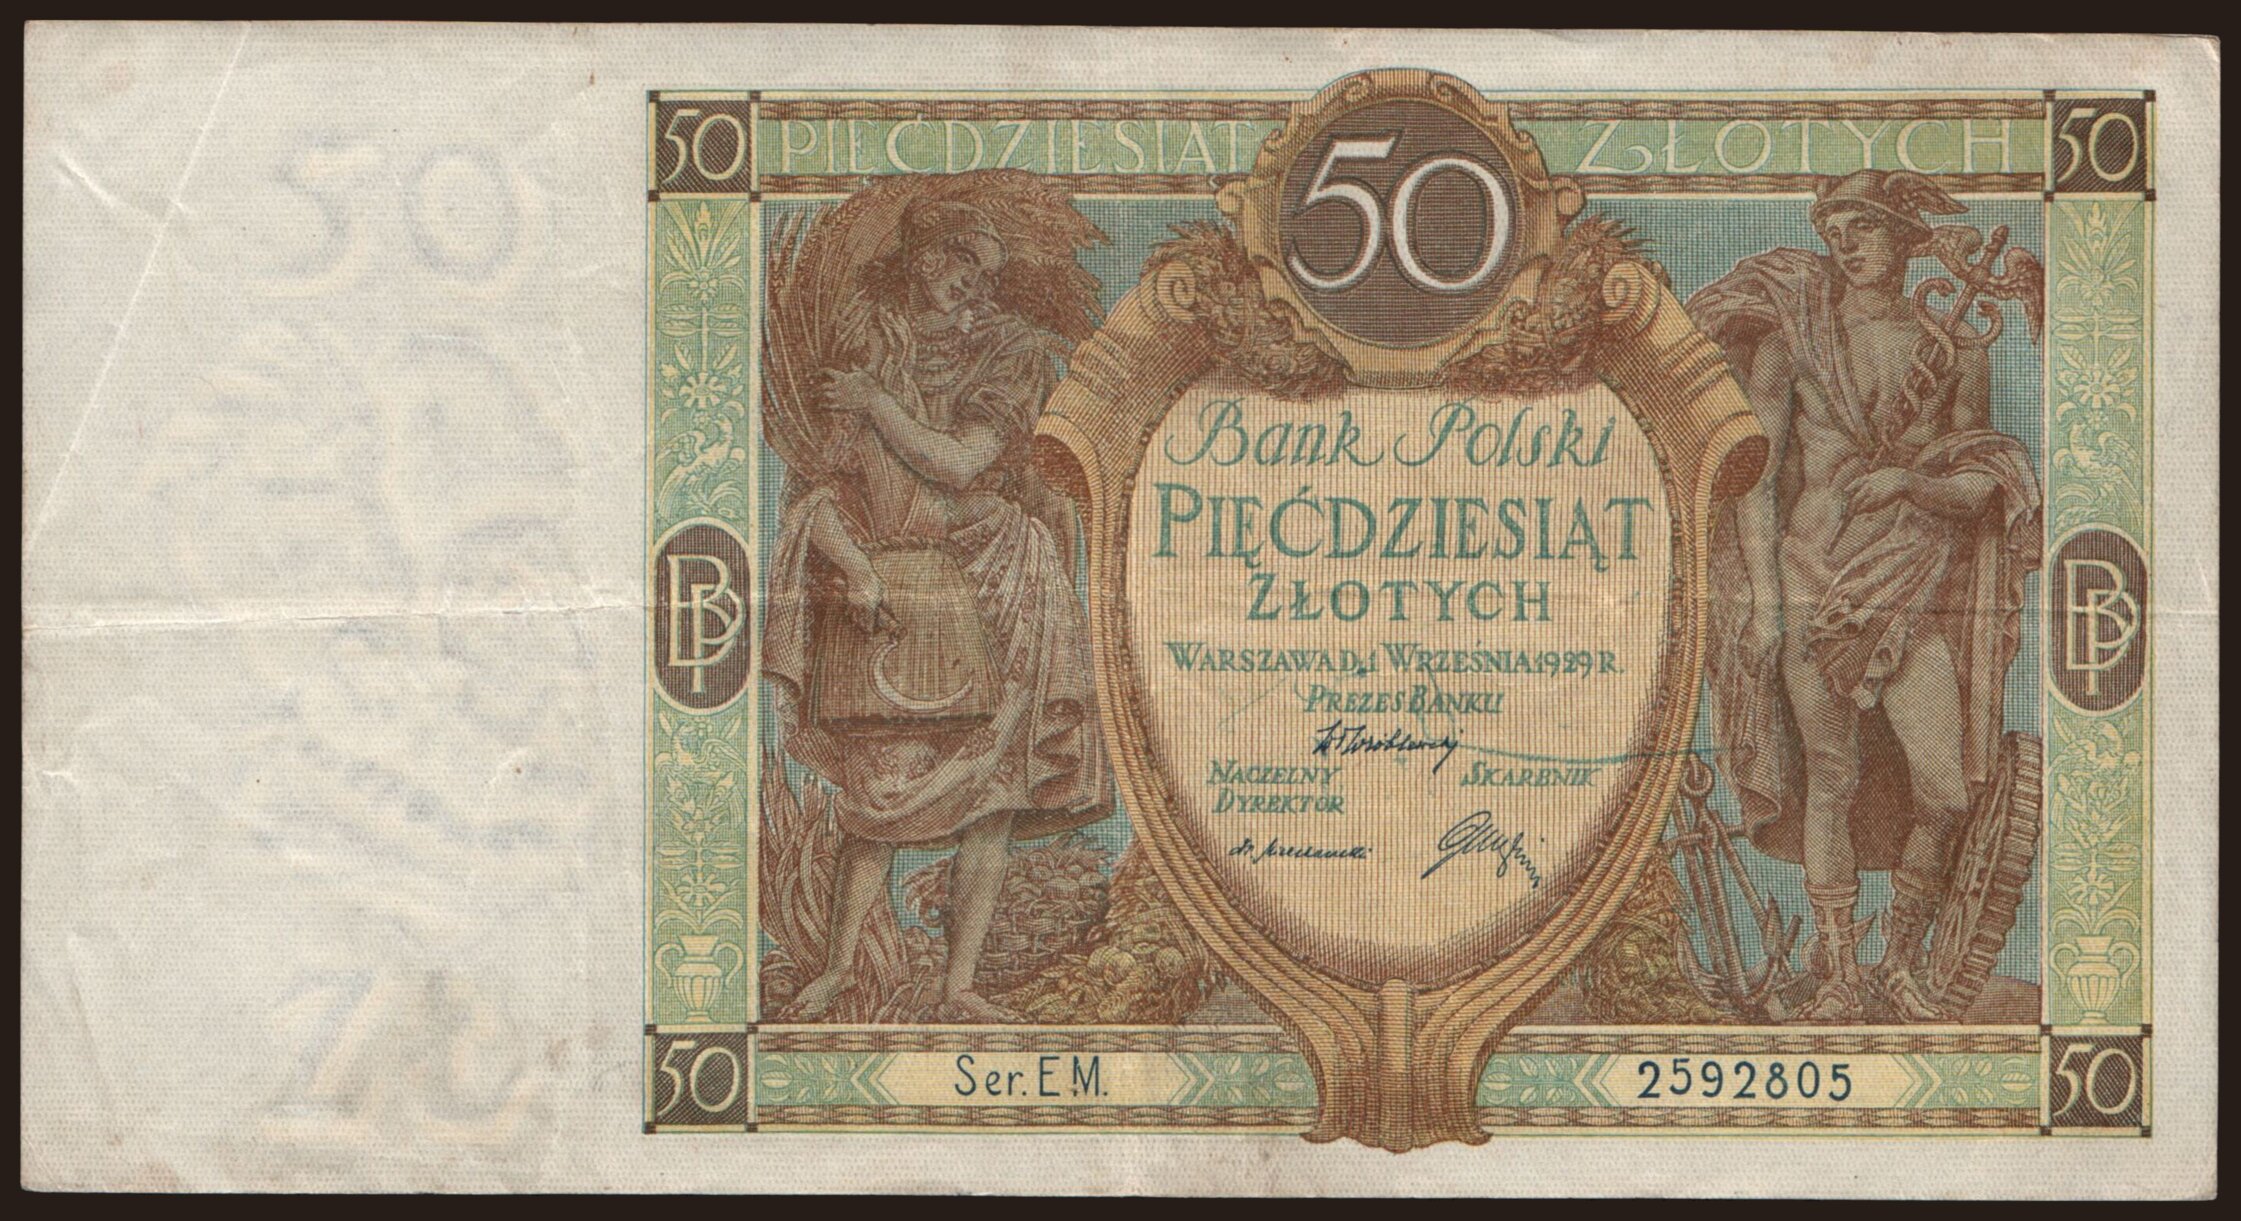 50 PIĘĆDZIESIĄT 50 ZŁOTYCH 50
Bank Polski
PIĘĆDZIESIĄT
ZŁOTYCH
WARSZAWA D. 1 WRZEŚNIA 1929 R.
PREZES BANKU
NACZELNY SKARBNIK
DYREKTOR
BP BP
50 Ser. E.M. 2592805 50